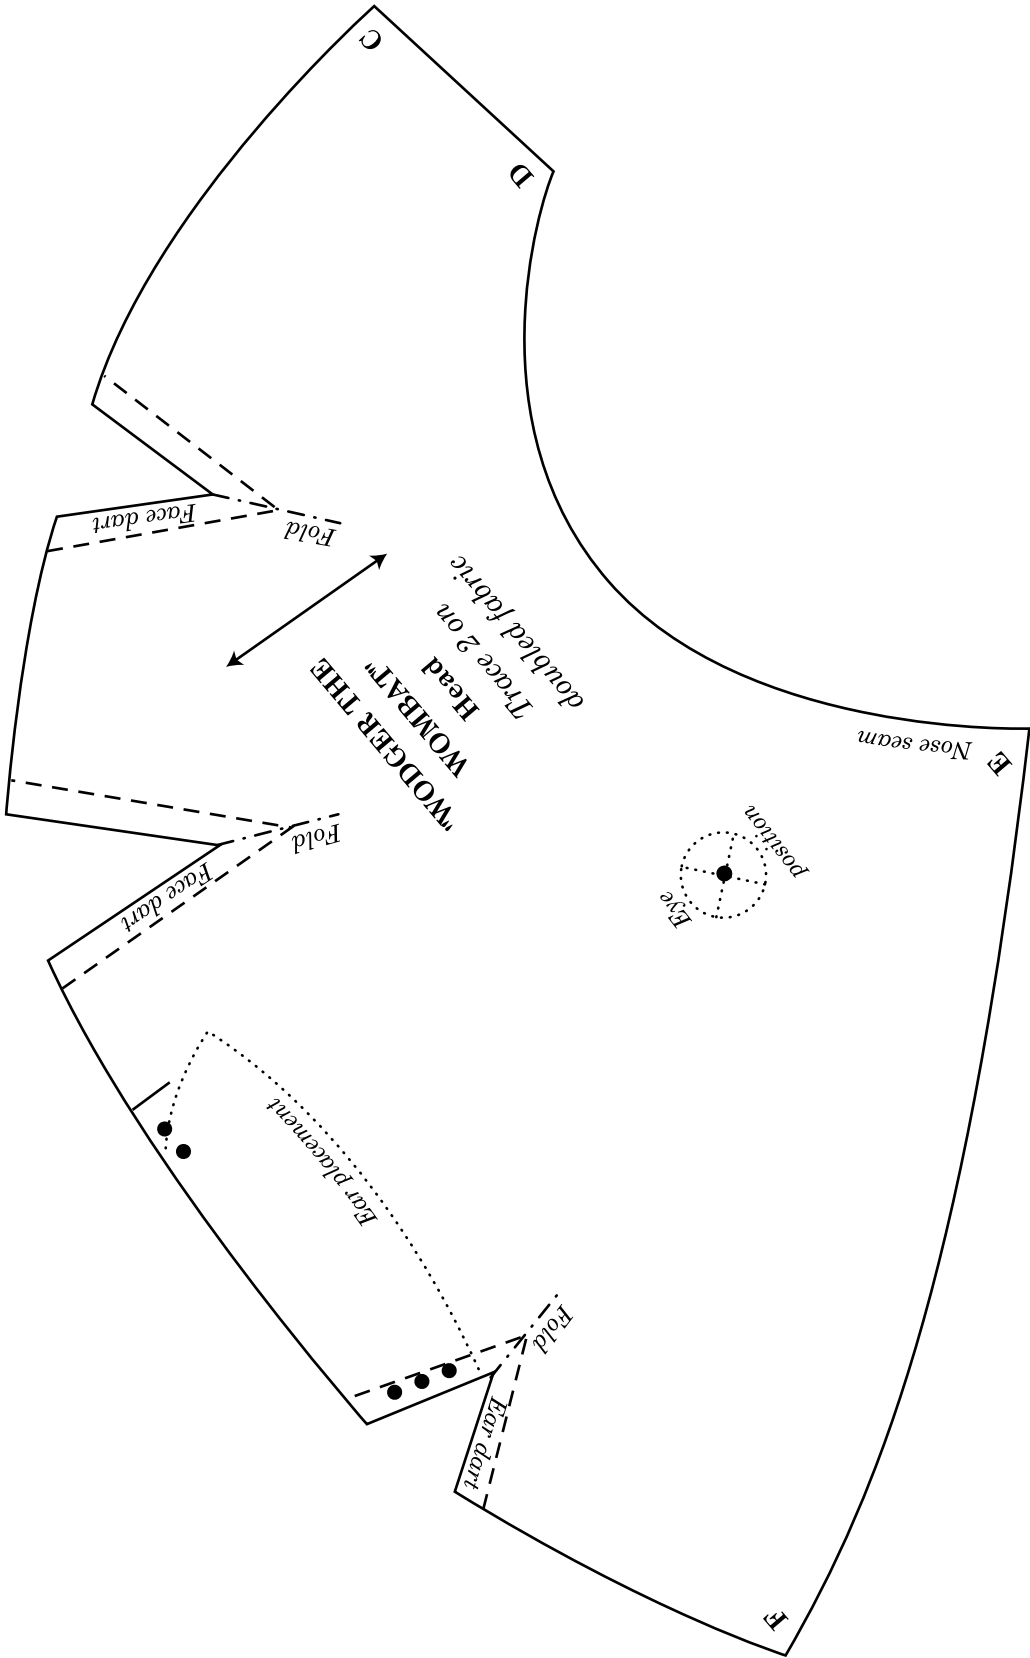 C
D
Face dart
Fold
"WODGER THE
WOMBAT"
Head
Trace 2 on
doubled fabric
Nose seam
E
Fold
Face dart
Eye
position
Ear placement
Fold
Ear dart
F